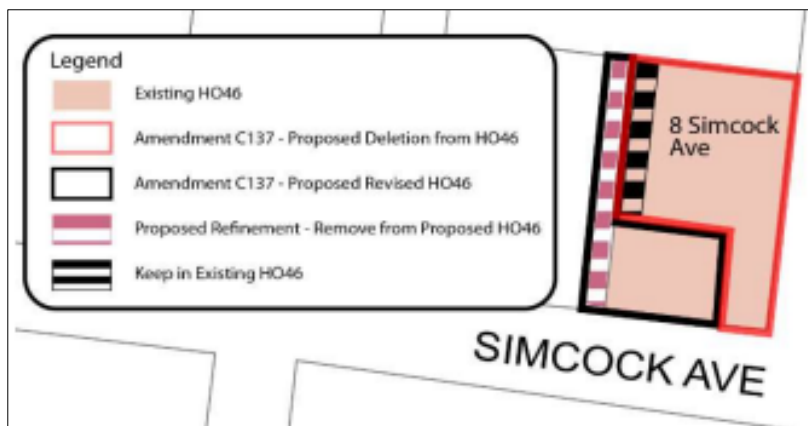 Legend
Existing HO46
Amendment C137 - Proposed Deletion from HO46
Amendment C137 - Proposed Revised HO46
Proposed Refinement - Remove from Proposed HO46
Keep in Existing HO46
8 Simcock
Ave
SIMCOCK AVE